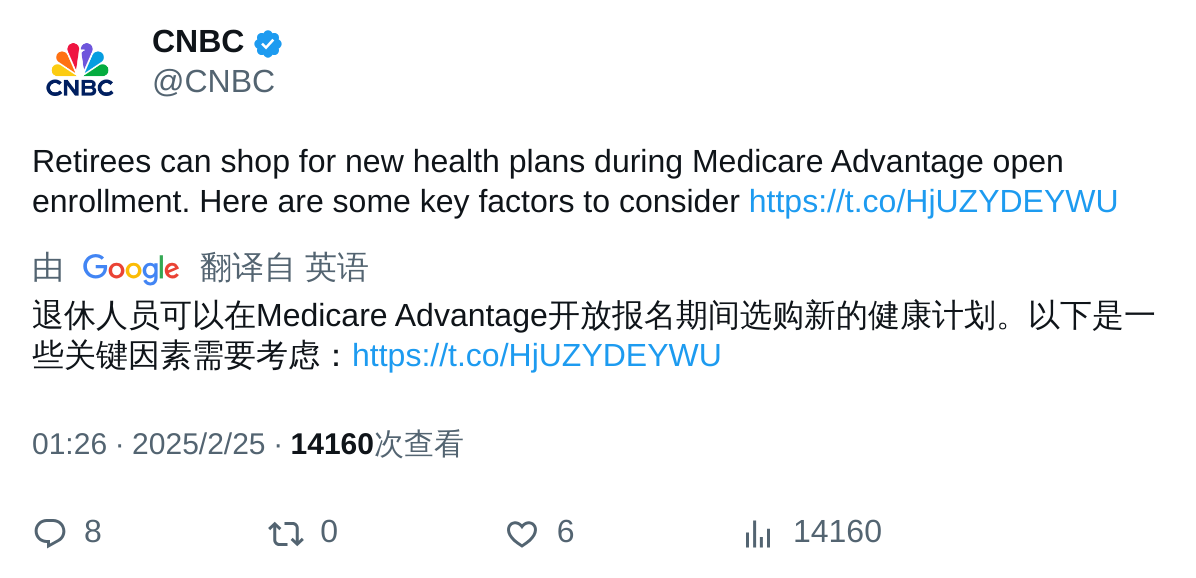 CNBC
@CNBC
CNBC
Retirees can shop for new health plans during Medicare Advantage open
enrollment. Here are some key factors to consider https://t.co/HjUZYDEYWU
由 Google 翻译自 英语
退休人员可以在Medicare Advantage开放报名期间选购新的健康计划。以下是一
些关键因素需要考虑：https://t.co/HjUZYDEYWU
01:26 · 2025/2/25 · 14160次查看
8 0 6 14160